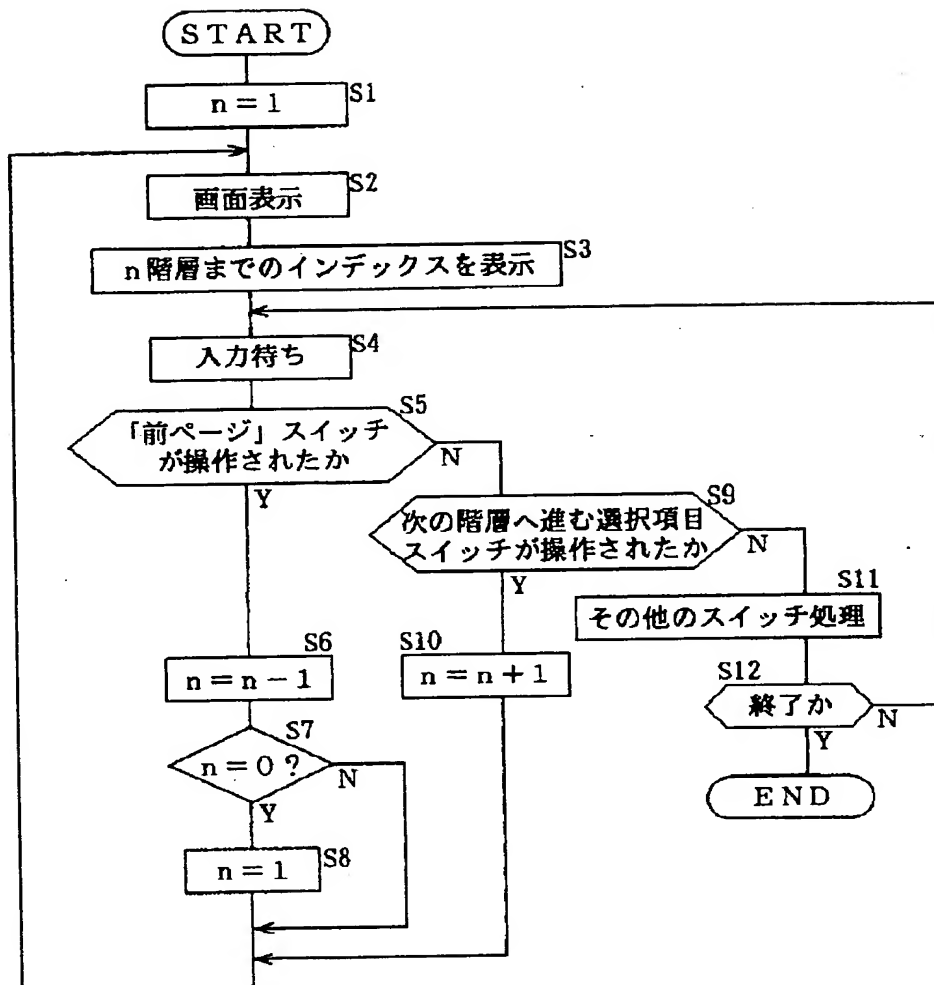 START
S1
n=1
S2
画面表示
S3
n階層までのインデックスを表示
S4
入力待ち
S5
「前ページ」スイッチ
が操作されたか
N
Y
S9
次の階層へ進む選択項目
スイッチが操作されたか
N
Y
S11
その他のスイッチ処理
S6
n=n-1
S10
n=n+1
S12
終了か
N
Y
END
S7
n=0?
N
Y
S8
n=1